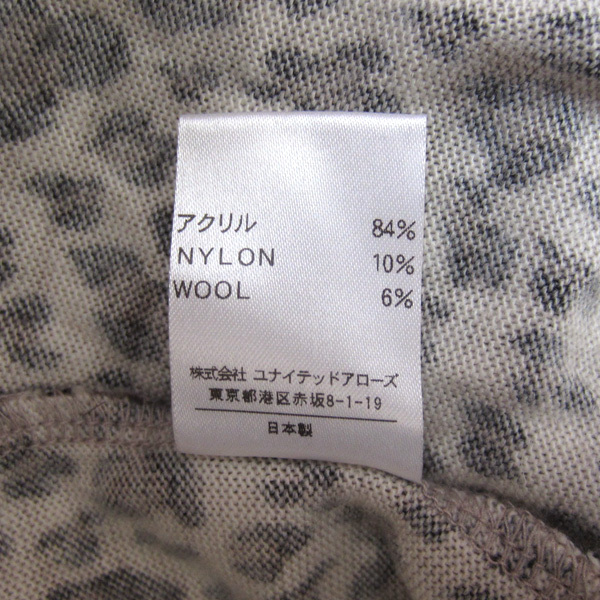 アクリル 84%
NYLON 10%
WOOL 6%
株式会社 ユナイテッドアローズ
東京都港区赤坂8-1-19
日本製